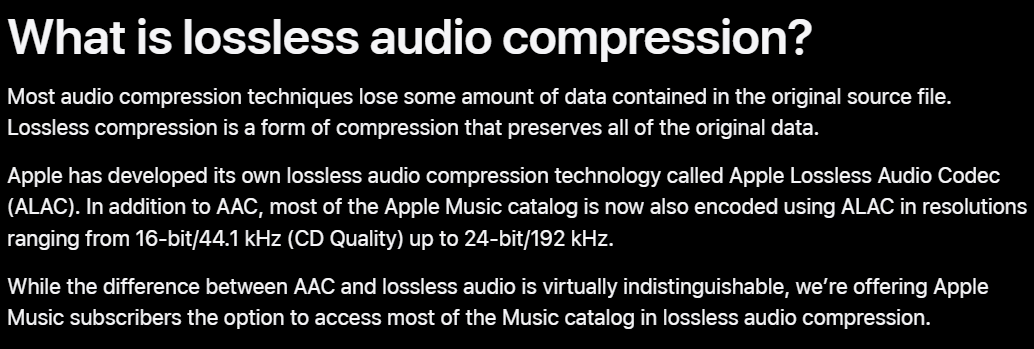 What is lossless audio compression?
Most audio compression techniques lose some amount of data contained in the original source file.
Lossless compression is a form of compression that preserves all of the original data.
Apple has developed its own lossless audio compression technology called Apple Lossless Audio Codec
(ALAC). In addition to AAC, most of the Apple Music catalog is now also encoded using ALAC in resolutions
ranging from 16-bit/44.1 kHz (CD Quality) up to 24-bit/192 kHz.
While the difference between AAC and lossless audio is virtually indistinguishable, we’re offering Apple
Music subscribers the option to access most of the Music catalog in lossless audio compression.